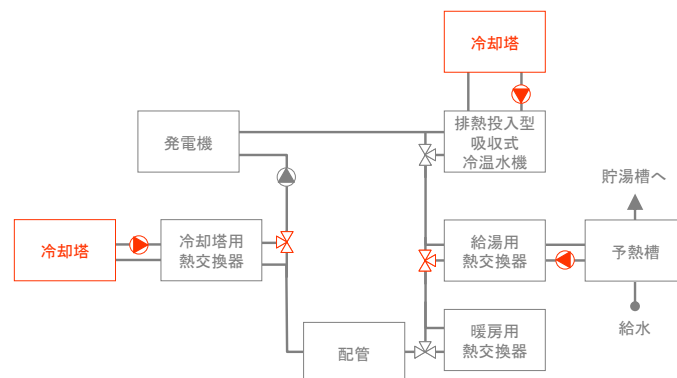 冷却塔
発電機
排熱投入型
吸収式
冷温水機
貯湯槽へ
冷却塔
冷却塔用
熱交換器
給湯用
熱交換器
予熱槽
給水
配管
暖房用
熱交換器